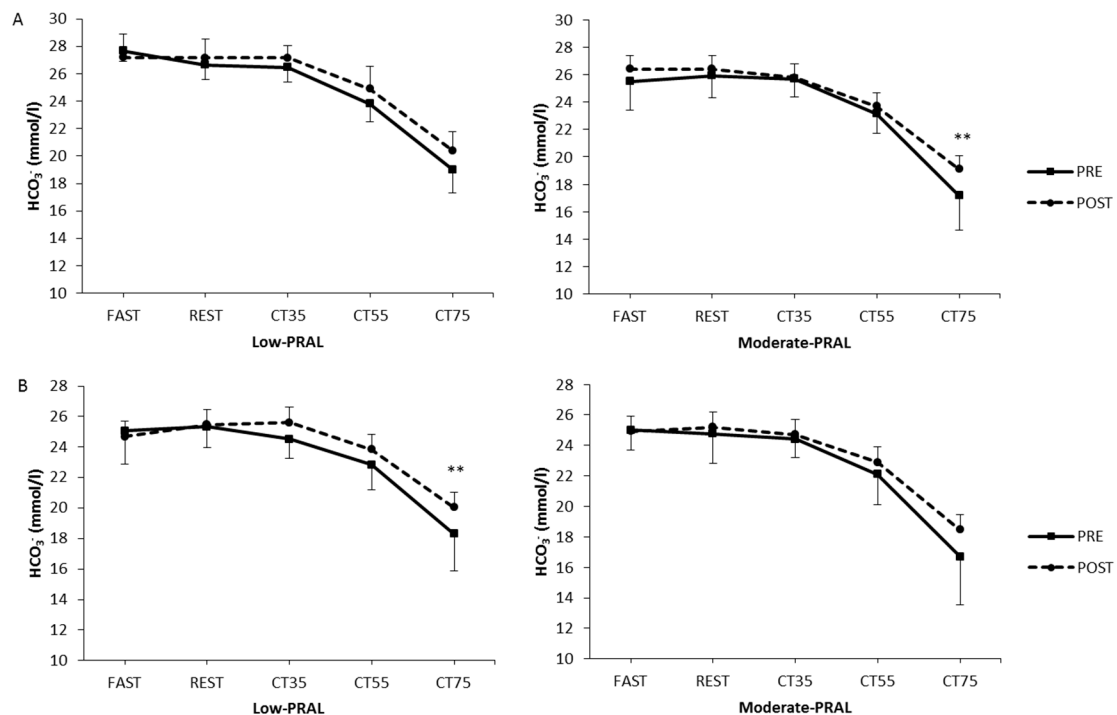 A
HCO₃⁻ (mmol/l)
30
28
26
24
22
20
18
16
14
12
10
FAST REST CT35 CT55 CT75
Low-PRAL
HCO₃⁻ (mmol/l)
30
28
26
24
22
20
18
16
14
12
10
**
FAST REST CT35 CT55 CT75
Moderate-PRAL
PRE
POST
B
HCO₃⁻ (mmol/l)
28
26
24
22
20
18
16
14
12
10
**
FAST REST CT35 CT55 CT75
Low-PRAL
HCO₃⁻ (mmol/l)
28
26
24
22
20
18
16
14
12
10
FAST REST CT35 CT55 CT75
Moderate-PRAL
PRE
POST